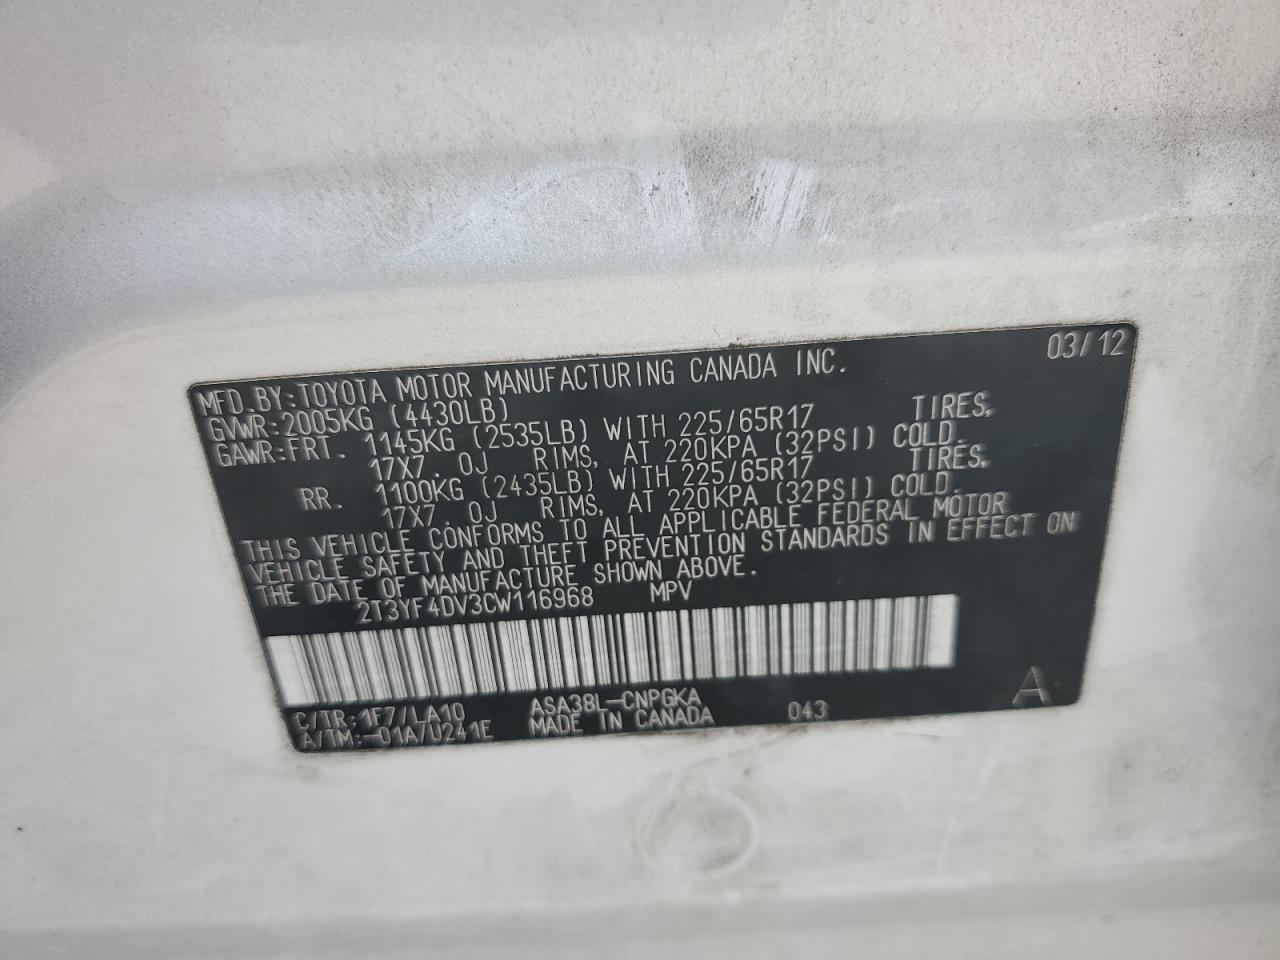 03/12
MFD.BY:TOYOTA MOTOR MANUFACTURING CANADA INC.
GVWR:2005KG (4430LB)
GAWR:FRT. 1145KG (2535LB) WITH 225/65R17 TIRES,
17X7.0J RIMS, AT 220KPA (32PSI) COLD.
RR. 1100KG (2435LB) WITH 225/65R17 TIRES,
17X7.0J RIMS, AT 220KPA (32PSI) COLD.
THIS VEHICLE CONFORMS TO ALL APPLICABLE FEDERAL MOTOR
VEHICLE SAFETY AND THEFT PREVENTION STANDARDS IN EFFECT ON
THE DATE OF MANUFACTURE SHOWN ABOVE.
2T3YF4DV3CW116968 MPV
C/TR:1F7/LA10 ASA38L-CNPGKA
A/TM:-01A/U241E MADE IN CANADA 043 A